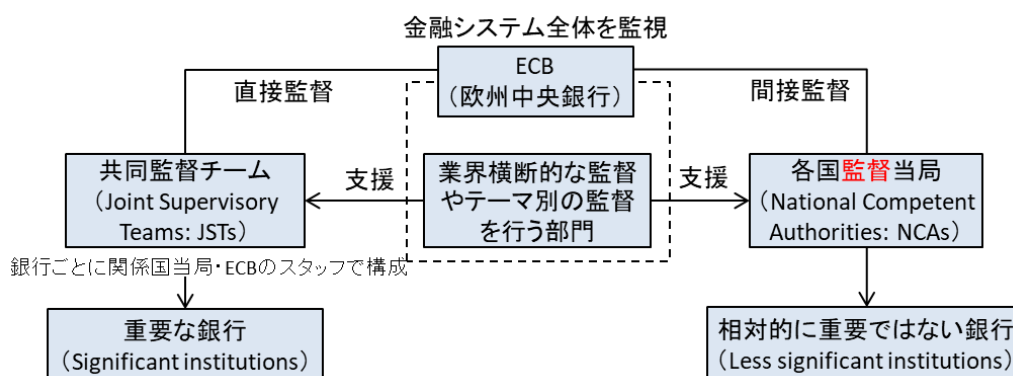 金融システム全体を監視
ECB
（欧州中央銀行）
直接監督
間接監督
共同監督チーム
（Joint Supervisory
Teams: JSTs）
支援
業界横断的な監督
やテーマ別の監督
を行う部門
支援
各国監督当局
（National Competent
Authorities: NCAs）
銀行ごとに関係国当局・ECBのスタッフで構成
重要な銀行
（Significant institutions）
相対的に重要ではない銀行
（Less significant institutions）